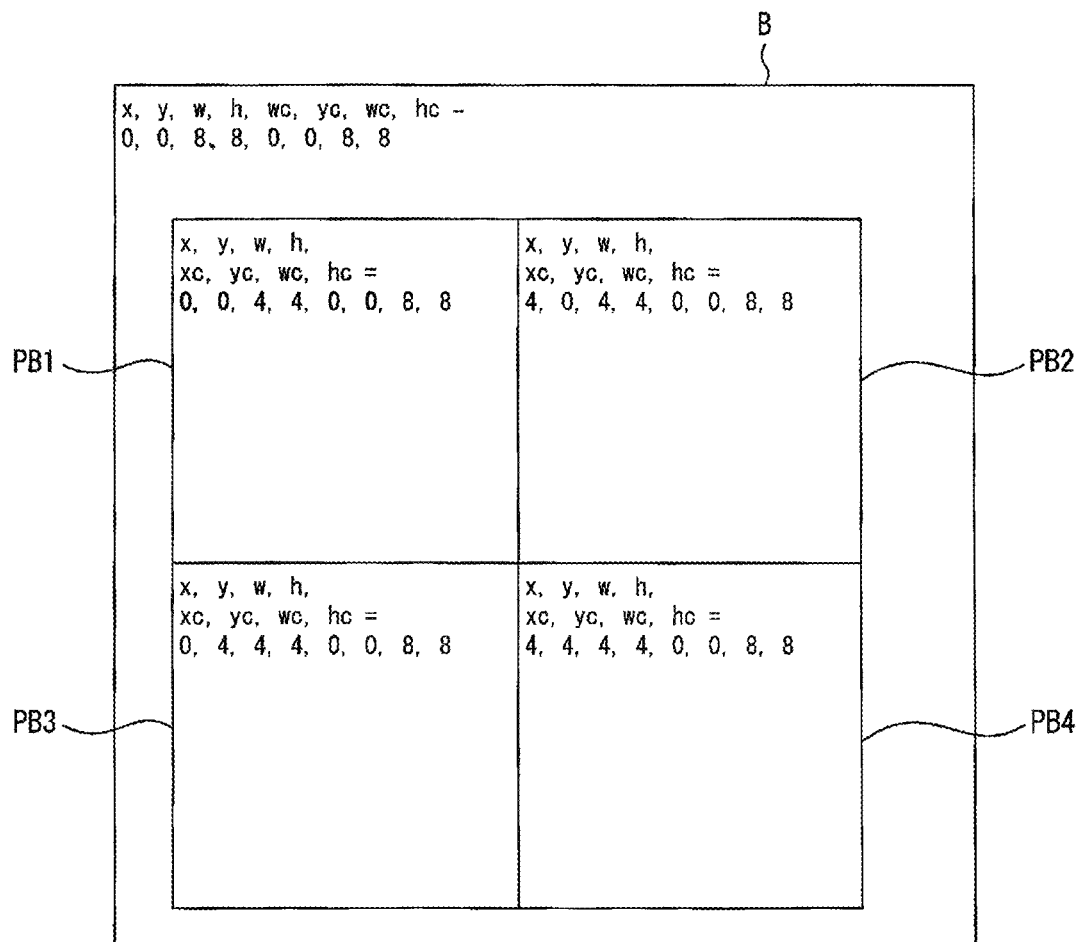 B
x, y, w, h, wc, yc, wc, hc -
0, 0, 8, 8, 0, 0, 8, 8
x, y, w, h,
xc, yc, wc, hc =
0, 0, 4, 4, 0, 0, 8, 8
x, y, w, h,
xc, yc, wc, hc =
4, 0, 4, 4, 0, 0, 8, 8
PB1
PB2
x, y, w, h,
xc, yc, wc, hc =
0, 4, 4, 4, 0, 0, 8, 8
x, y, w, h,
xc, yc, wc, hc =
4, 4, 4, 4, 0, 0, 8, 8
PB3
PB4